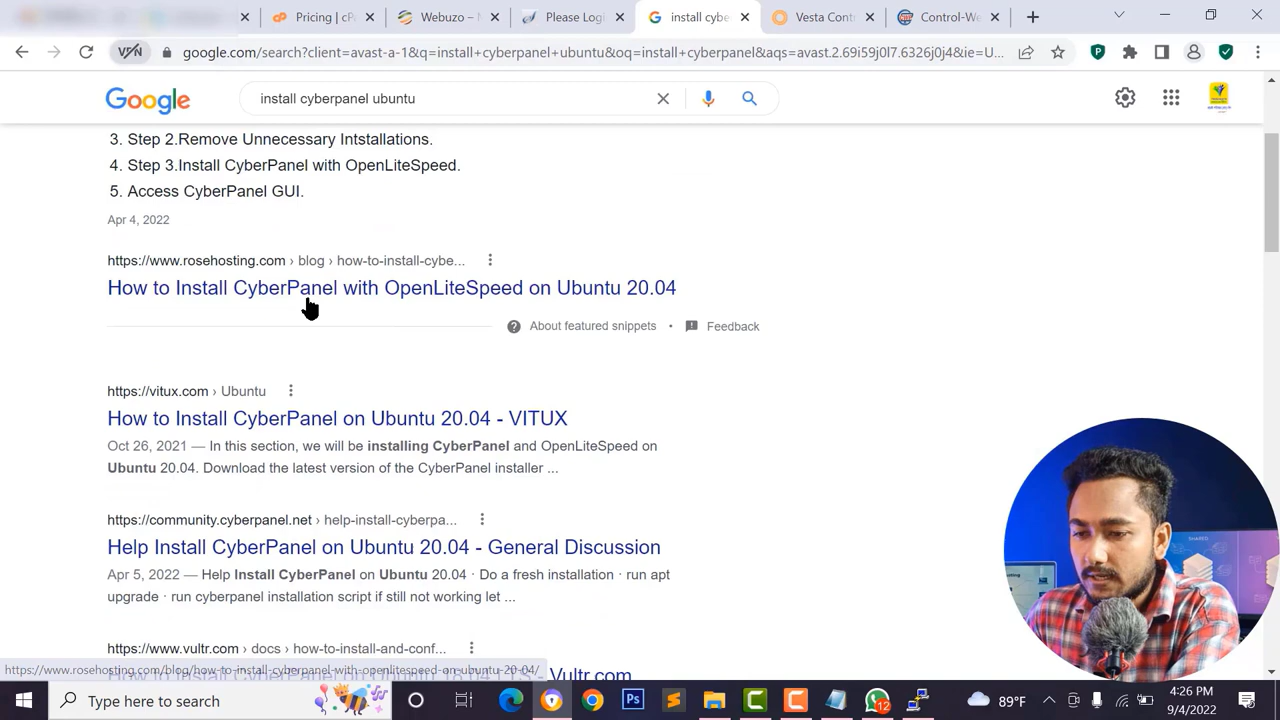 Pricing | cP
Webuzo – N
Please Logi
install cybe
Vesta Cont
Control-We
VPN
google.com/search?client=avast-a-1&q=install+cyberpanel+ubuntu&oq=install+cyberpanel&aqs=avast.2.69i59j0l7.6326j0j4&ie=U...
Google
install cyberpanel ubuntu
3. Step 2.Remove Unnecessary Intstallations.
4. Step 3.Install CyberPanel with OpenLiteSpeed.
5. Access CyberPanel GUI.
Apr 4, 2022
https://www.rosehosting.com › blog › how-to-install-cybe...
How to Install CyberPanel with OpenLiteSpeed on Ubuntu 20.04
About featured snippets • Feedback
https://vitux.com › Ubuntu
How to Install CyberPanel on Ubuntu 20.04 - VITUX
Oct 26, 2021 — In this section, we will be installing CyberPanel and OpenLiteSpeed on
Ubuntu 20.04. Download the latest version of the CyberPanel installer ...
https://community.cyberpanel.net › help-install-cyberpa...
Help Install CyberPanel on Ubuntu 20.04 - General Discussion
Apr 5, 2022 — Help Install CyberPanel on Ubuntu 20.04 · Do a fresh installation · run apt
upgrade · run cyberpanel installation script if still not working let ...
https://www.vultr.com › docs › how-to-install-and-conf...
Vultr.com
https://www.rosehosting.com/blog/how-to-install-cyberpanel-with-openlitespeed-on-ubuntu-20-04/
Type here to search
Ps
12
89°F
4:26 PM
9/4/2022